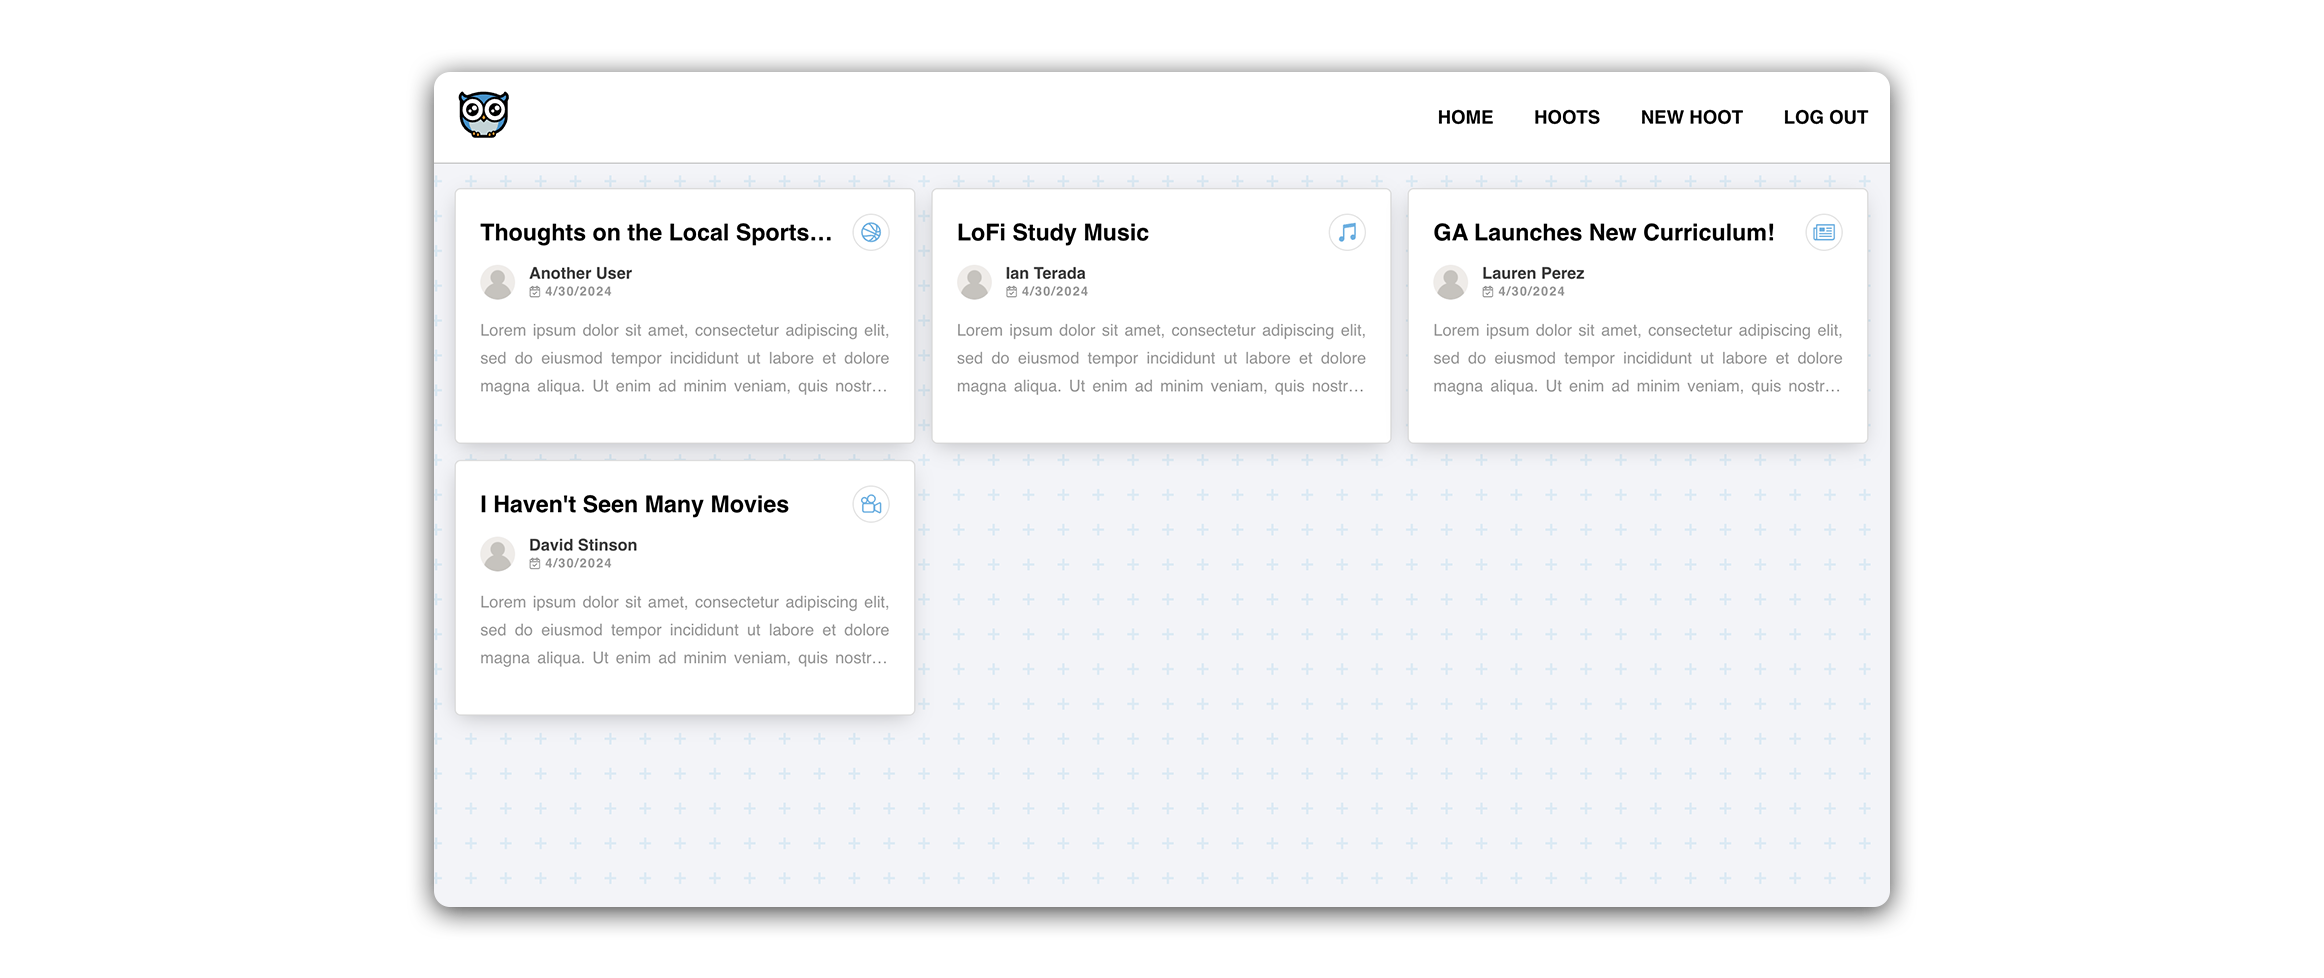 HOME HOOTS NEW HOOT LOG OUT
Thoughts on the Local Sports...
Another User
4/30/2024
Lorem ipsum dolor sit amet, consectetur adipiscing elit,
sed do eiusmod tempor incididunt ut labore et dolore
magna aliqua. Ut enim ad minim veniam, quis nostr...
LoFi Study Music
Ian Terada
4/30/2024
Lorem ipsum dolor sit amet, consectetur adipiscing elit,
sed do eiusmod tempor incididunt ut labore et dolore
magna aliqua. Ut enim ad minim veniam, quis nostr...
GA Launches New Curriculum!
Lauren Perez
4/30/2024
Lorem ipsum dolor sit amet, consectetur adipiscing elit,
sed do eiusmod tempor incididunt ut labore et dolore
magna aliqua. Ut enim ad minim veniam, quis nostr...
I Haven't Seen Many Movies
David Stinson
4/30/2024
Lorem ipsum dolor sit amet, consectetur adipiscing elit,
sed do eiusmod tempor incididunt ut labore et dolore
magna aliqua. Ut enim ad minim veniam, quis nostr...